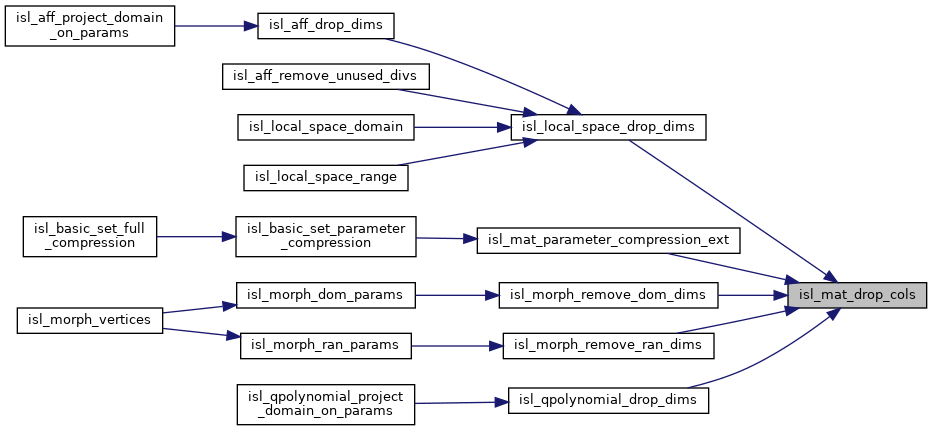 isl_aff_project_domain
_on_params
isl_aff_drop_dims
isl_aff_remove_unused_divs
isl_local_space_domain
isl_local_space_drop_dims
isl_local_space_range
isl_basic_set_full
_compression
isl_basic_set_parameter
_compression
isl_mat_parameter_compression_ext
isl_morph_dom_params
isl_morph_remove_dom_dims
isl_mat_drop_cols
isl_morph_vertices
isl_morph_ran_params
isl_morph_remove_ran_dims
isl_qpolynomial_project
_domain_on_params
isl_qpolynomial_drop_dims